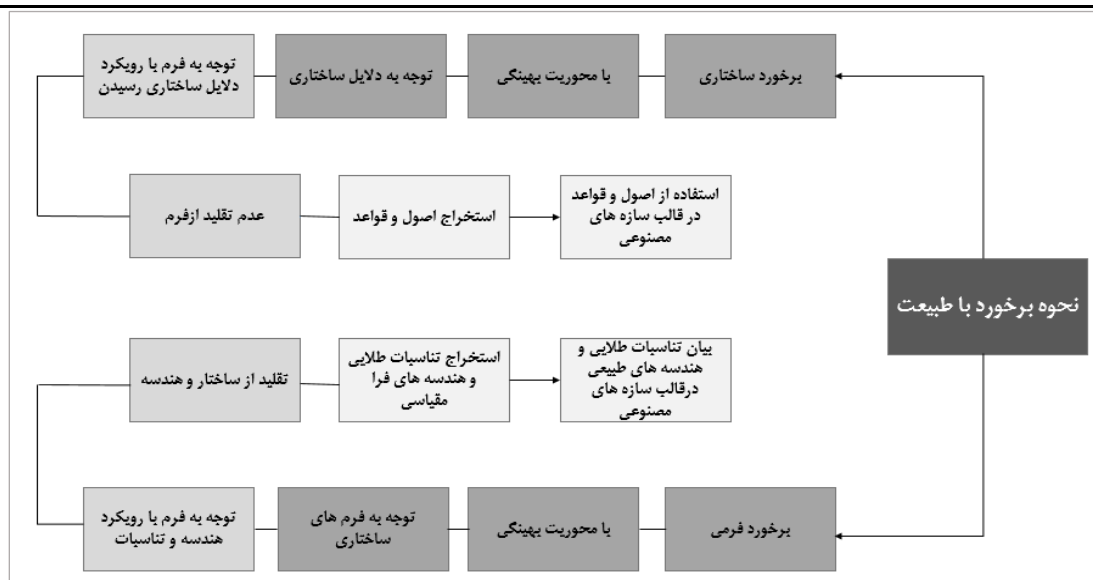 برخورد ساختاری
با محوریت بهینگی
توجه به دلایل ساختاری
توجه به فرم با رویکرد
دلایل ساختاری رسیدن
عدم تقلید ازفرم
استخراج اصول و قواعد
استفاده از اصول و قواعد
در قالب سازه های
مصنوعی
نحوه برخورد با طبیعت
تقلید از ساختار و هندسه
استخراج تناسبات طلایی
و هندسه های فرا
مقیاسی
بیان تناسبات طلایی و
هندسه های طبیعی
درقالب سازه های
مصنوعی
برخورد فرمی
با محوریت بهینگی
توجه به فرم های
ساختاری
توجه به فرم با رویکرد
هندسه و تناسبات